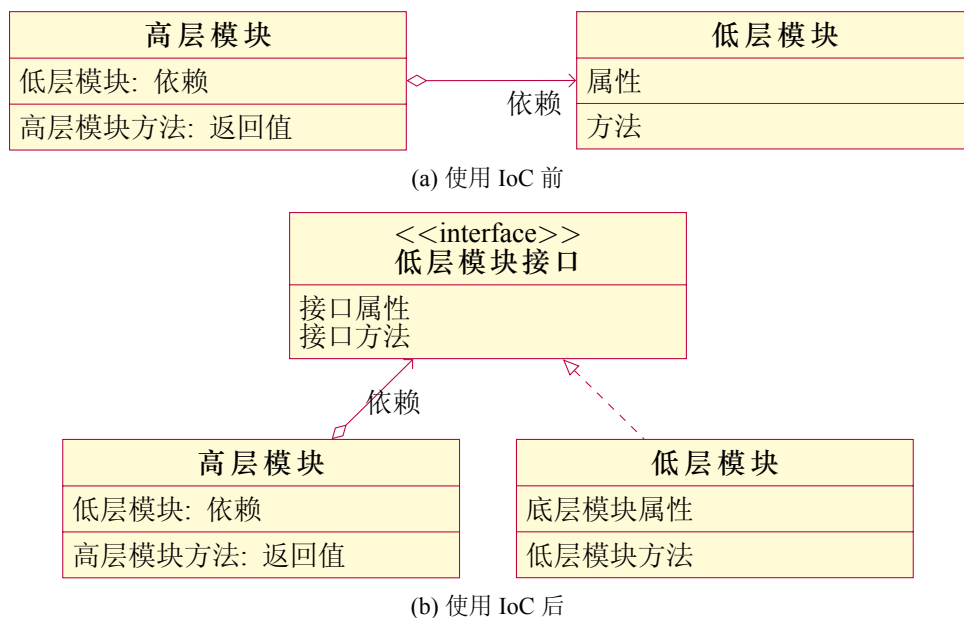 高层模块
低层模块: 依赖
高层模块方法: 返回值
依赖
低层模块
属性
方法
(a) 使用 IoC 前
<<interface>>
低层模块接口
接口属性
接口方法
依赖
高层模块
低层模块: 依赖
高层模块方法: 返回值
低层模块
底层模块属性
低层模块方法
(b) 使用 IoC 后